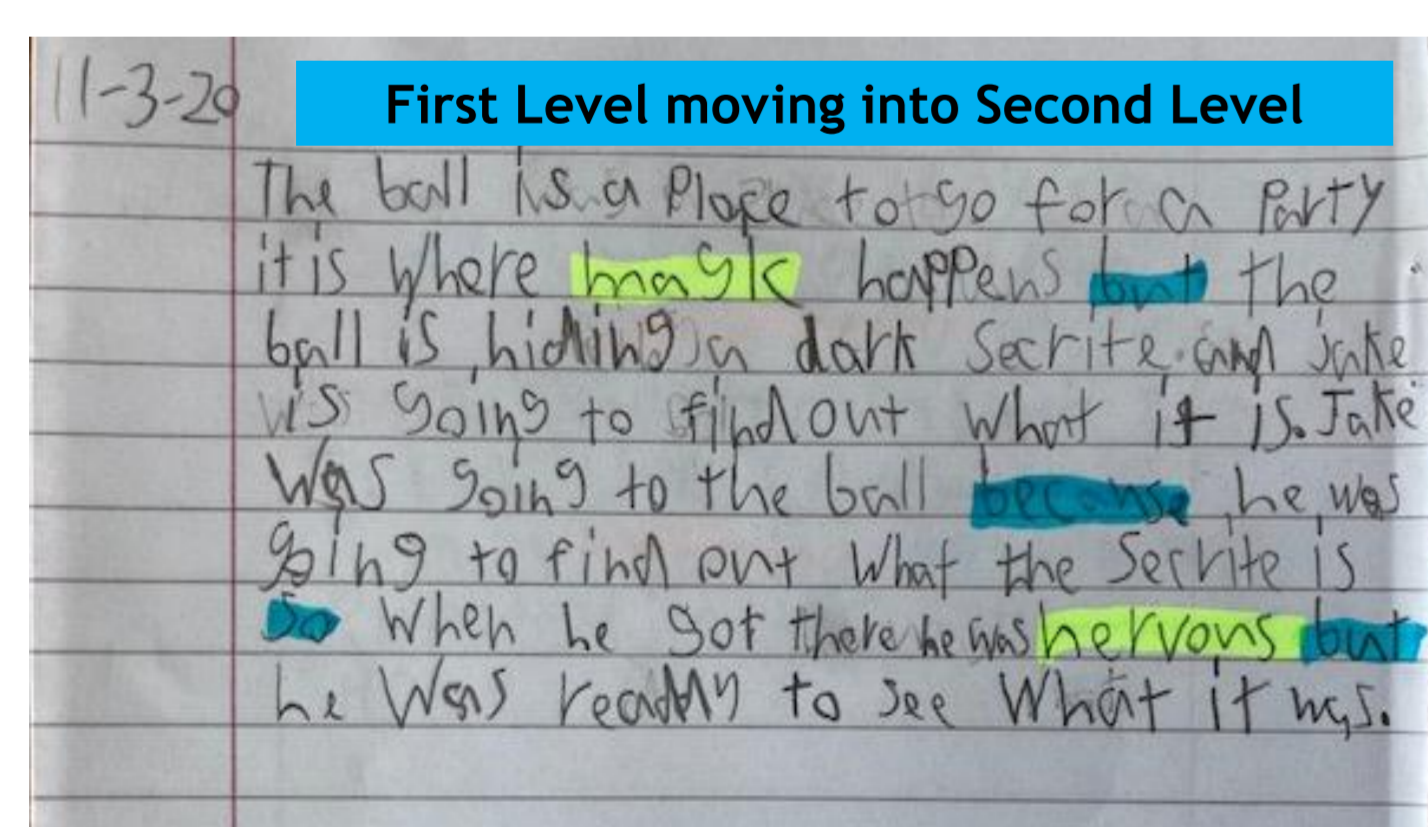 11-3-20
First Level moving into Second Level
The ball is a Place to go for a Party
it is where magik happens but the
ball is hiding a dark Secrite. and jake
is going to find out what it is. Jake
was going to the ball because he was
going to find out What the Secrite is
So When he got there he was nervous but
he Was ready to see What it was.